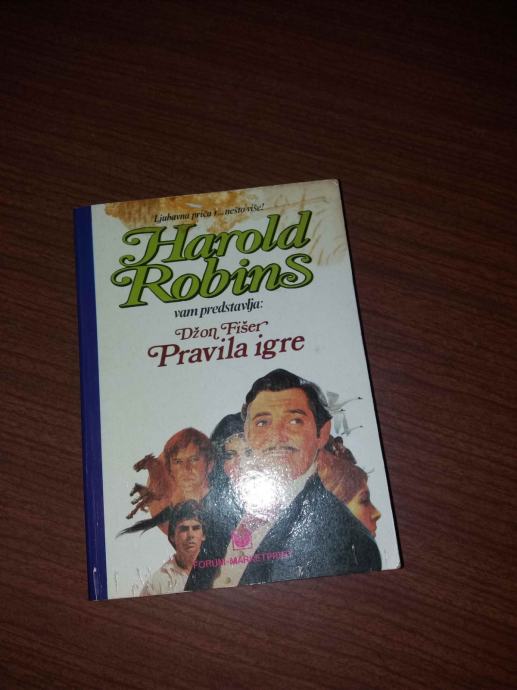 Ljubavna priča i... nešto više!
Harold
Robins
vam predstavlja:
Džon Fišer
Pravila igre
FORUM-MARKETPRINT